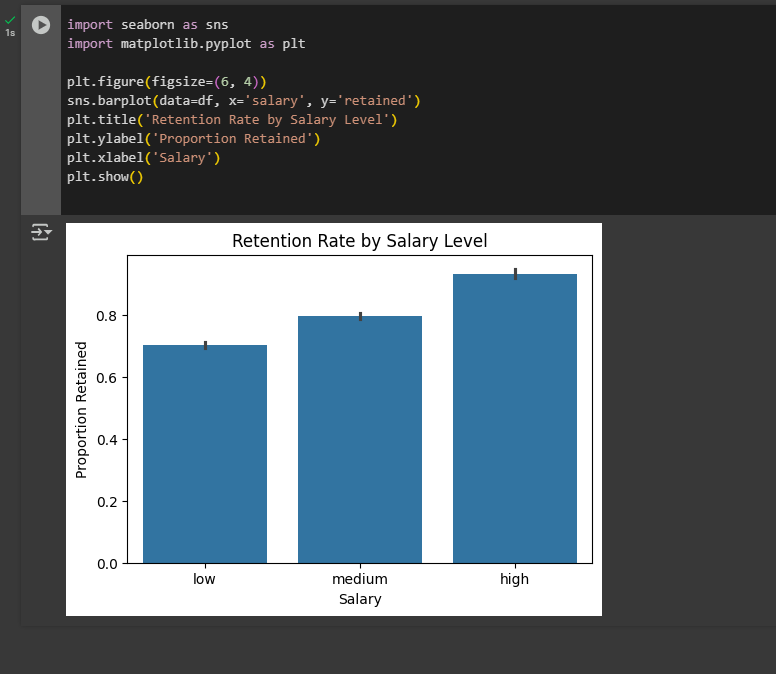 1s
import seaborn as sns
import matplotlib.pyplot as plt
plt.figure(figsize=(6, 4))
sns.barplot(data=df, x='salary', y='retained')
plt.title('Retention Rate by Salary Level')
plt.ylabel('Proportion Retained')
plt.xlabel('Salary')
plt.show()
Retention Rate by Salary Level
Proportion Retained
0.8
0.6
0.4
0.2
0.0
low medium high
Salary